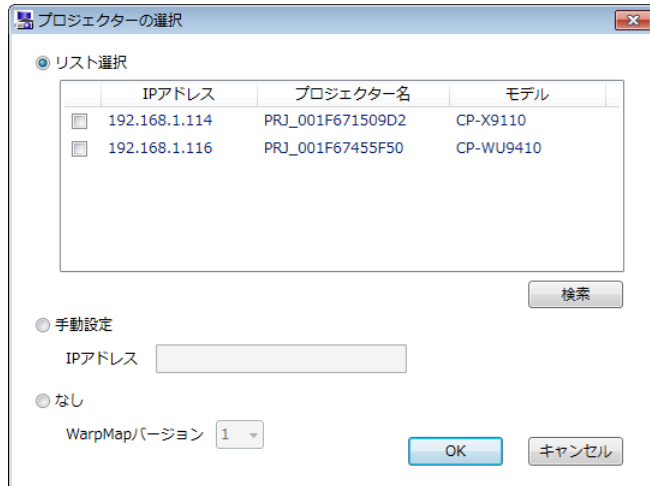 プロジェクターの選択
リスト選択
IPアドレス プロジェクター名 モデル
192.168.1.114 PRJ_001F671509D2 CP-X9110
192.168.1.116 PRJ_001F67455F50 CP-WU9410
検索
手動設定
IPアドレス
なし
WarpMapバージョン 1
OK キャンセル